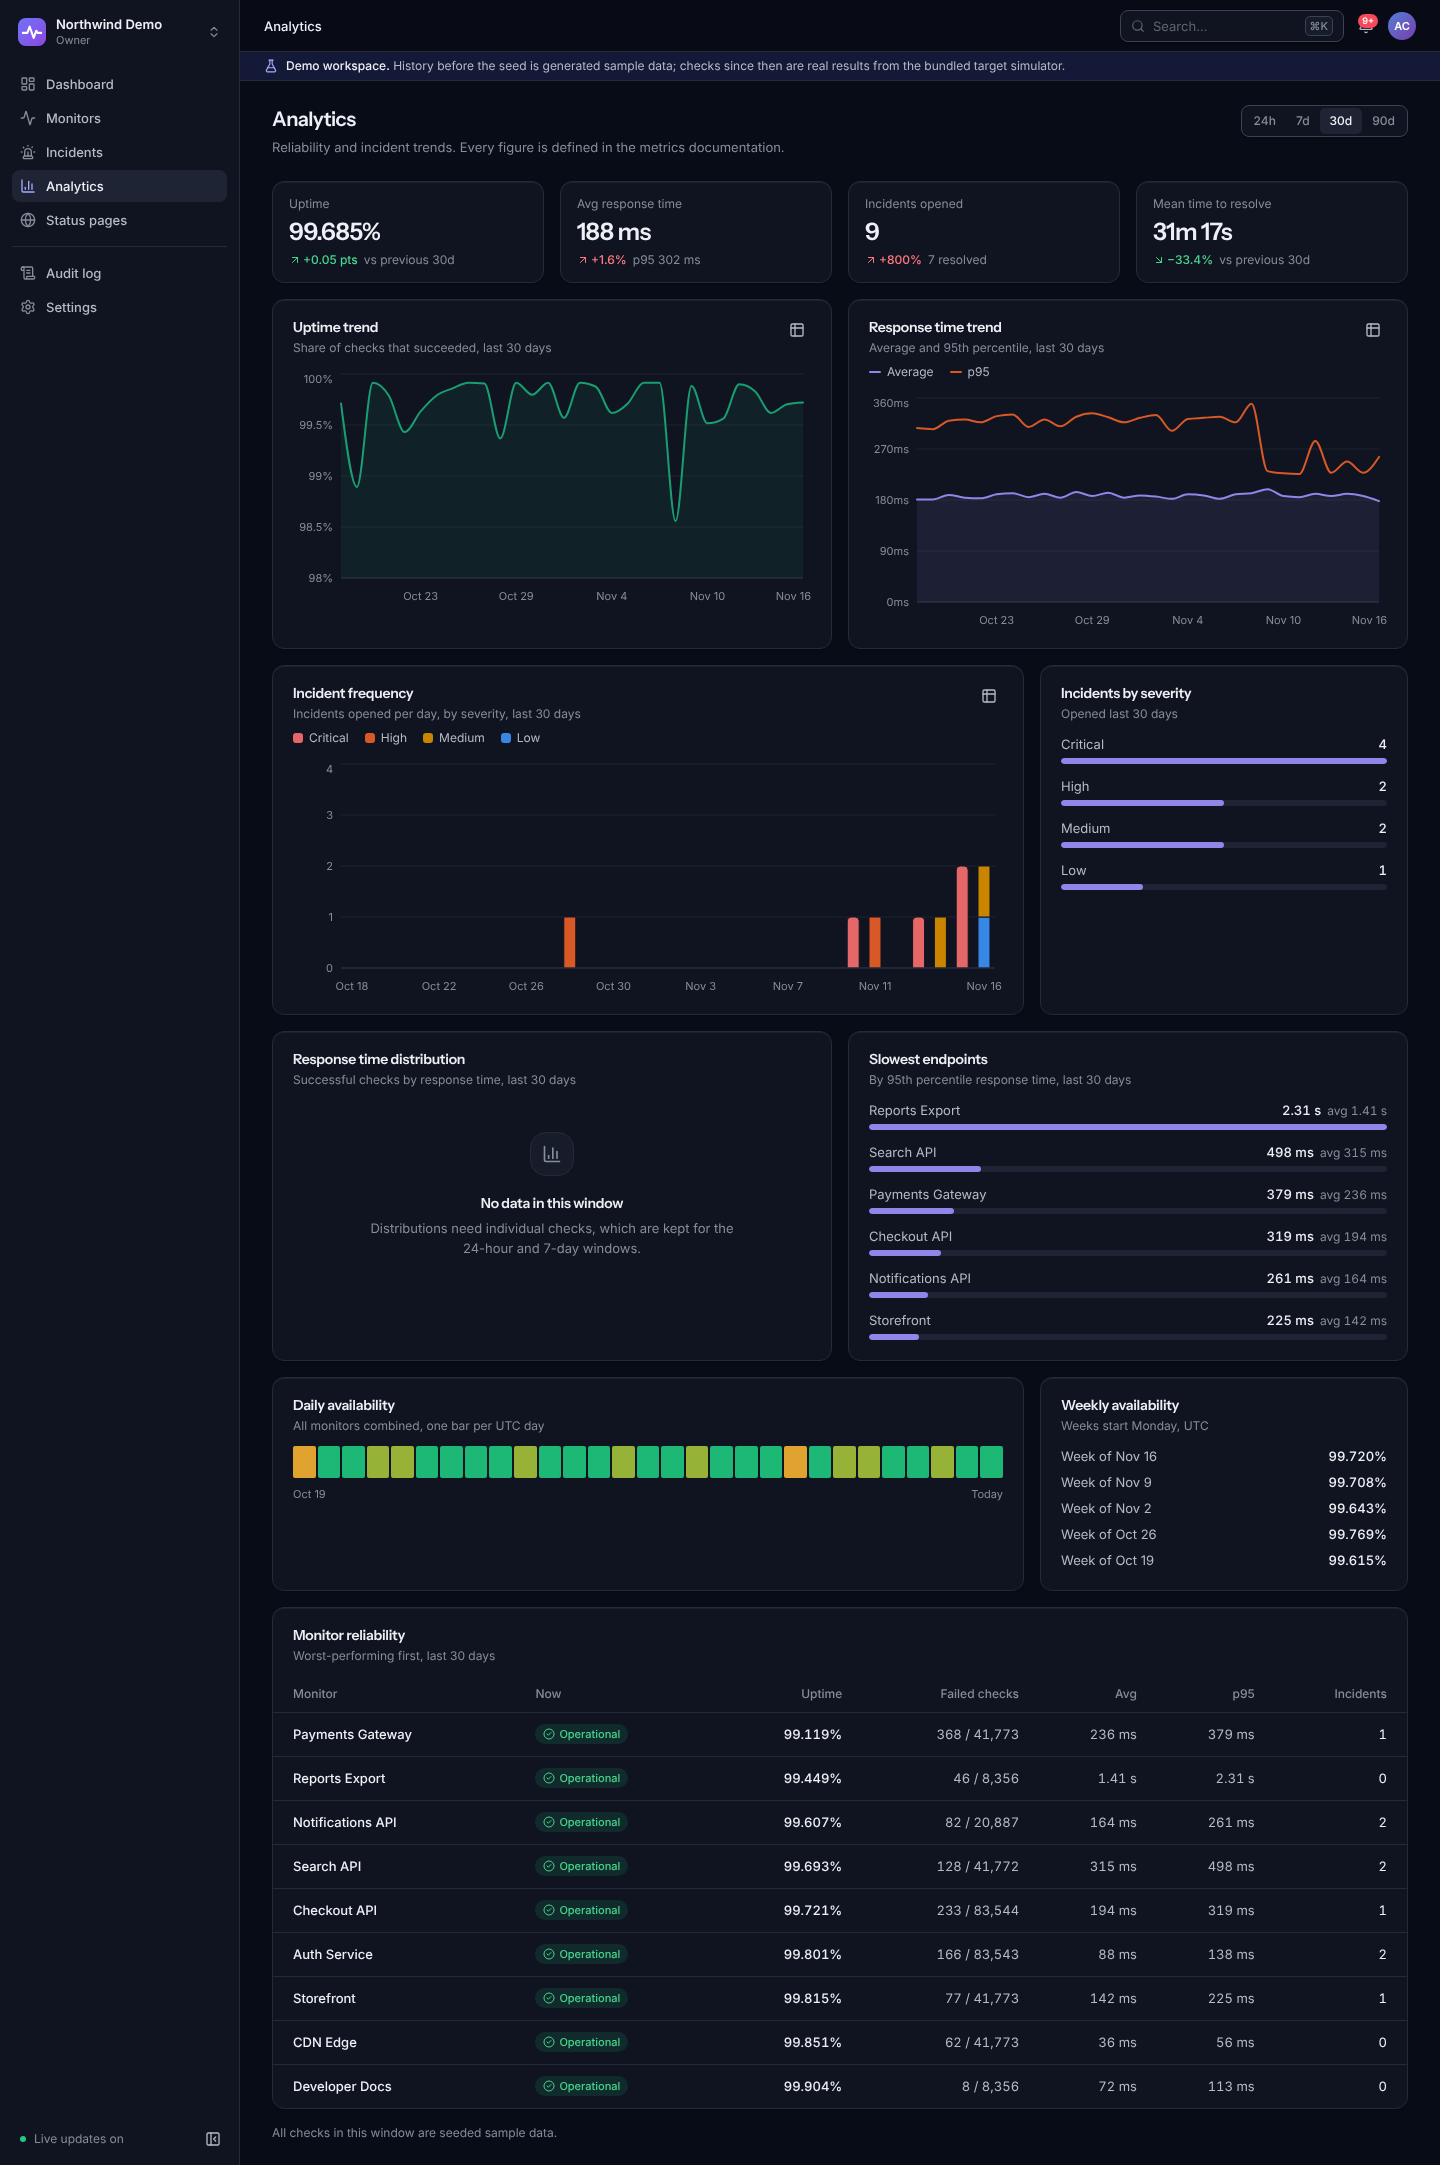 Northwind Demo
Owner
Dashboard
Monitors
Incidents
Analytics
Status pages
Audit log
Settings
Live updates on
Analytics
Search...
⌘K
9+
AC
Demo workspace. History before the seed is generated sample data; checks since then are real results from the bundled target simulator.
Analytics
Reliability and incident trends. Every figure is defined in the metrics documentation.
24h 7d 30d 90d
Uptime
99.685%
+0.05 pts vs previous 30d
Avg response time
188 ms
+1.6% p95 302 ms
Incidents opened
9
+800% 7 resolved
Mean time to resolve
31m 17s
−33.4% vs previous 30d
Uptime trend
Share of checks that succeeded, last 30 days
100%
99.5%
99%
98.5%
98%
Oct 23 Oct 29 Nov 4 Nov 10 Nov 16
Response time trend
Average and 95th percentile, last 30 days
Average p95
360ms
270ms
180ms
90ms
0ms
Oct 23 Oct 29 Nov 4 Nov 10 Nov 16
Incident frequency
Incidents opened per day, by severity, last 30 days
Critical High Medium Low
4
3
2
1
0
Oct 18 Oct 22 Oct 26 Oct 30 Nov 3 Nov 7 Nov 11 Nov 16
Incidents by severity
Opened last 30 days
Critical 4
High 2
Medium 2
Low 1
Response time distribution
Successful checks by response time, last 30 days
No data in this window
Distributions need individual checks, which are kept for the
24-hour and 7-day windows.
Slowest endpoints
By 95th percentile response time, last 30 days
Reports Export 2.31 s avg 1.41 s
Search API 498 ms avg 315 ms
Payments Gateway 379 ms avg 236 ms
Checkout API 319 ms avg 194 ms
Notifications API 261 ms avg 164 ms
Storefront 225 ms avg 142 ms
Daily availability
All monitors combined, one bar per UTC day
Oct 19 Today
Weekly availability
Weeks start Monday, UTC
Week of Nov 16 99.720%
Week of Nov 9 99.708%
Week of Nov 2 99.643%
Week of Oct 26 99.769%
Week of Oct 19 99.615%
Monitor reliability
Worst-performing first, last 30 days
Monitor Now Uptime Failed checks Avg p95 Incidents
Payments Gateway Operational 99.119% 368 / 41,773 236 ms 379 ms 1
Reports Export Operational 99.449% 46 / 8,356 1.41 s 2.31 s 0
Notifications API Operational 99.607% 82 / 20,887 164 ms 261 ms 2
Search API Operational 99.693% 128 / 41,772 315 ms 498 ms 2
Checkout API Operational 99.721% 233 / 83,544 194 ms 319 ms 1
Auth Service Operational 99.801% 166 / 83,543 88 ms 138 ms 2
Storefront Operational 99.815% 77 / 41,773 142 ms 225 ms 1
CDN Edge Operational 99.851% 62 / 41,773 36 ms 56 ms 0
Developer Docs Operational 99.904% 8 / 8,356 72 ms 113 ms 0
All checks in this window are seeded sample data.